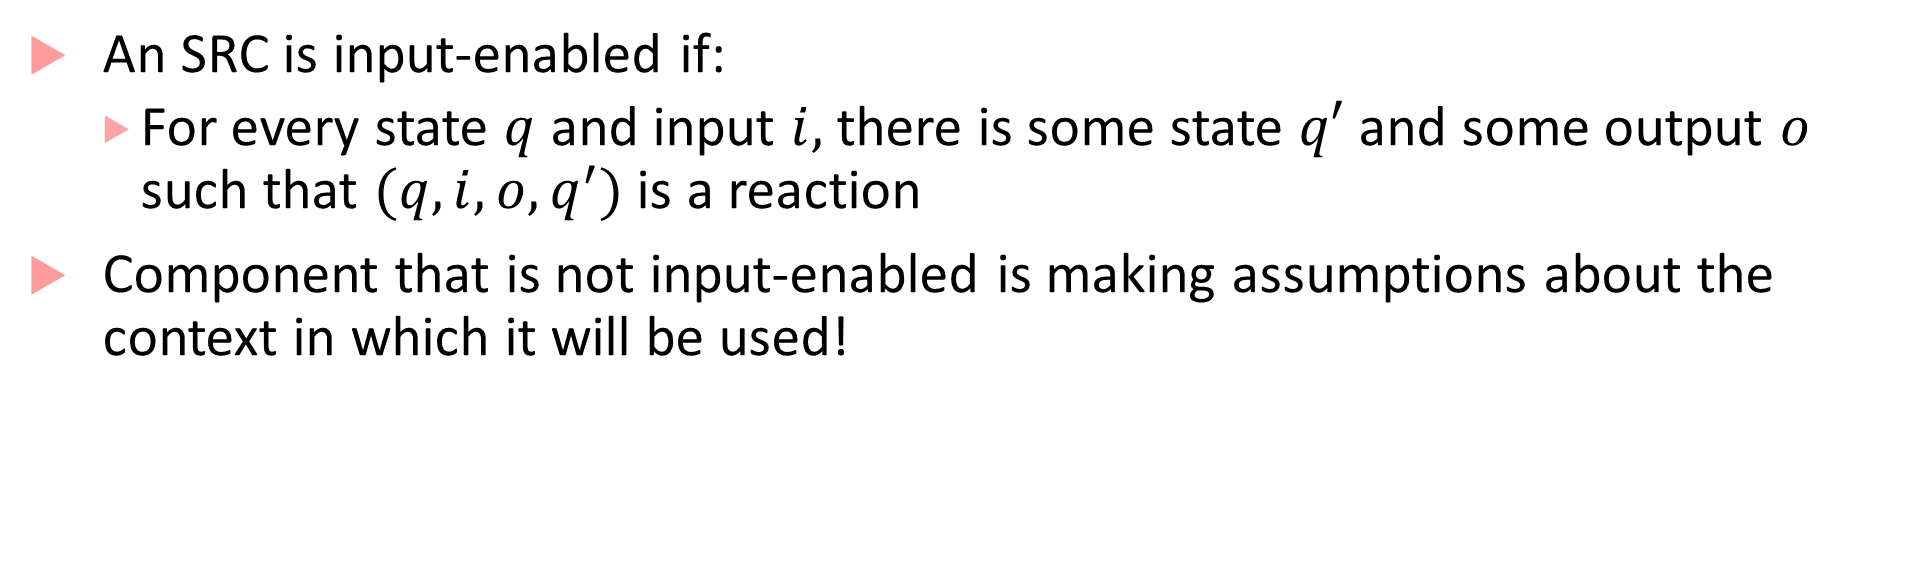 An SRC is input-enabled if:
For every state q and input i, there is some state q′ and some output o
such that (q, i, o, q′) is a reaction
Component that is not input-enabled is making assumptions about the
context in which it will be used!